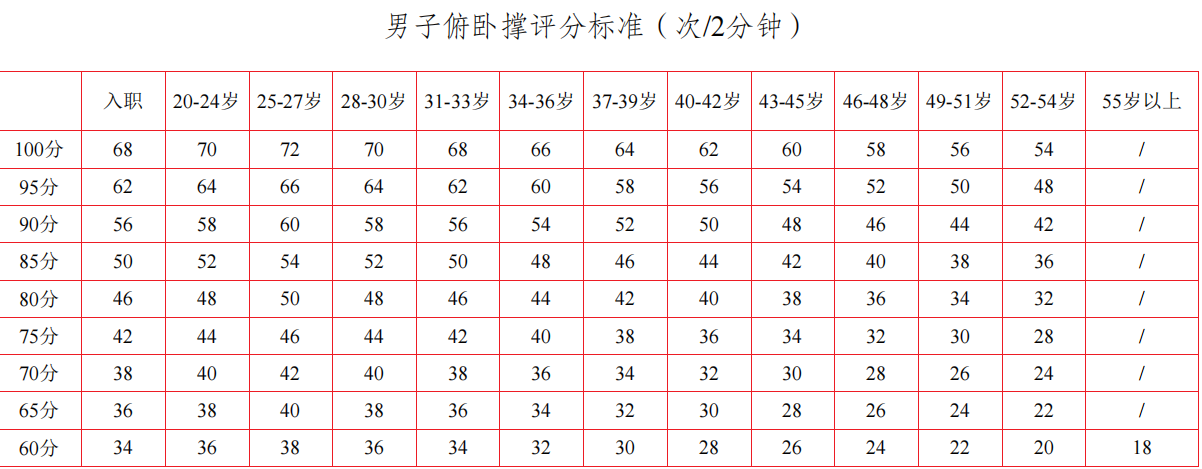 男子俯卧撑评分标准（次/2分钟）
入职 20-24岁 25-27岁 28-30岁 31-33岁 34-36岁 37-39岁 40-42岁 43-45岁 46-48岁 49-51岁 52-54岁 55岁以上
100分 68 70 72 70 68 66 64 62 60 58 56 54 /
95分 62 64 66 64 62 60 58 56 54 52 50 48 /
90分 56 58 60 58 56 54 52 50 48 46 44 42 /
85分 50 52 54 52 50 48 46 44 42 40 38 36 /
80分 46 48 50 48 46 44 42 40 38 36 34 32 /
75分 42 44 46 44 42 40 38 36 34 32 30 28 /
70分 38 40 42 40 38 36 34 32 30 28 26 24 /
65分 36 38 40 38 36 34 32 30 28 26 24 22 /
60分 34 36 38 36 34 32 30 28 26 24 22 20 18